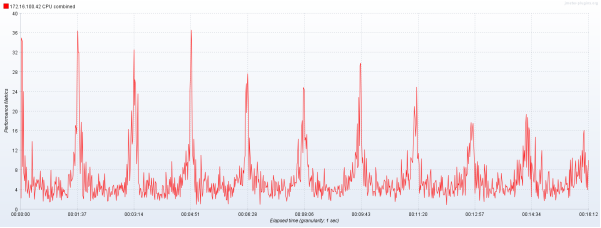 172.16.180.42 CPU combined
40
36
32
28
24
20
16
12
8
4
0
Performance Metrics
00:00:00 00:01:37 00:03:14 00:04:51 00:06:28 00:08:06 00:09:43 00:11:20 00:12:57 00:14:34 00:16:12
Elapsed time (granularity: 1 sec)